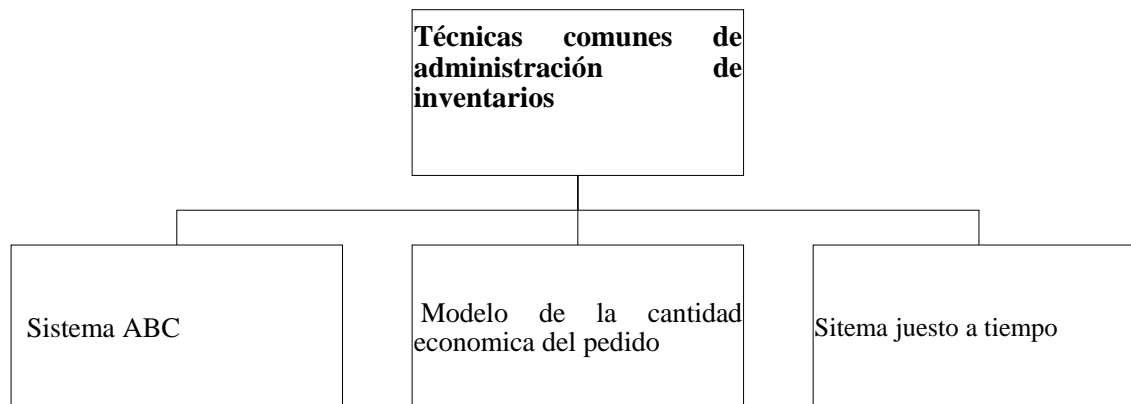 Técnicas comunes de
administración de
inventarios
Sistema ABC
Modelo de la cantidad
economica del pedido
Sitema juesto a tiempo